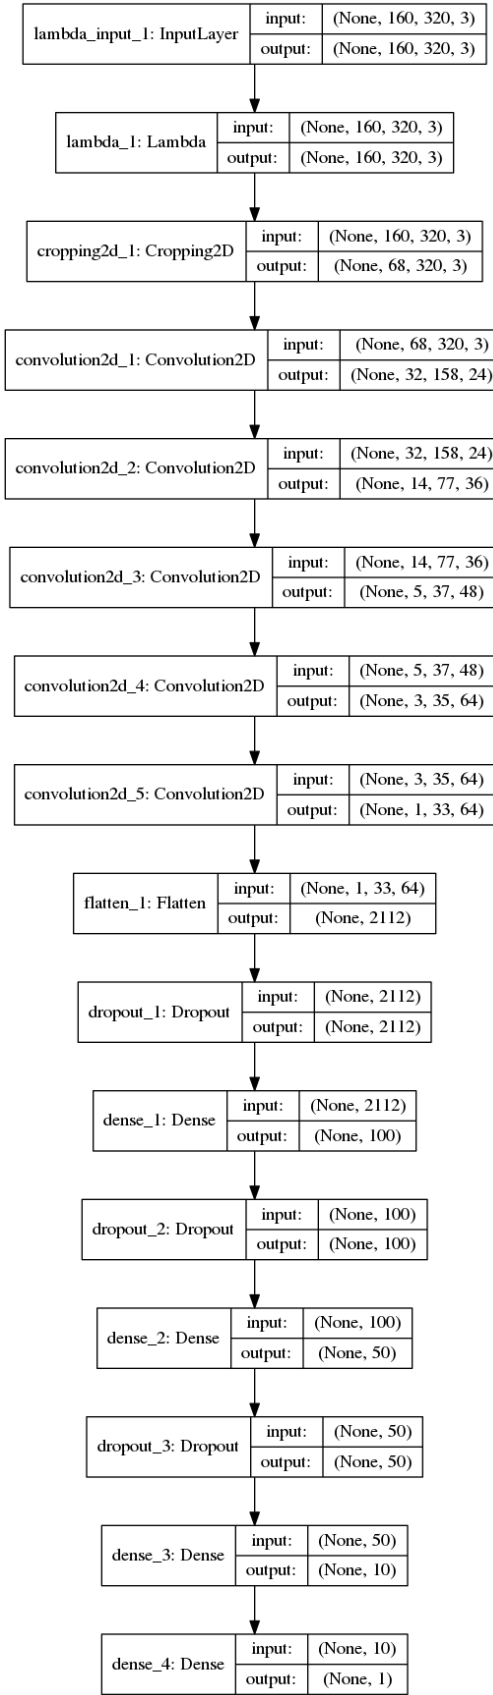 lambda_input_1: InputLayer
input: (None, 160, 320, 3)
output: (None, 160, 320, 3)
lambda_1: Lambda
input: (None, 160, 320, 3)
output: (None, 160, 320, 3)
cropping2d_1: Cropping2D
input: (None, 160, 320, 3)
output: (None, 68, 320, 3)
convolution2d_1: Convolution2D
input: (None, 68, 320, 3)
output: (None, 32, 158, 24)
convolution2d_2: Convolution2D
input: (None, 32, 158, 24)
output: (None, 14, 77, 36)
convolution2d_3: Convolution2D
input: (None, 14, 77, 36)
output: (None, 5, 37, 48)
convolution2d_4: Convolution2D
input: (None, 5, 37, 48)
output: (None, 3, 35, 64)
convolution2d_5: Convolution2D
input: (None, 3, 35, 64)
output: (None, 1, 33, 64)
flatten_1: Flatten
input: (None, 1, 33, 64)
output: (None, 2112)
dropout_1: Dropout
input: (None, 2112)
output: (None, 2112)
dense_1: Dense
input: (None, 2112)
output: (None, 100)
dropout_2: Dropout
input: (None, 100)
output: (None, 100)
dense_2: Dense
input: (None, 100)
output: (None, 50)
dropout_3: Dropout
input: (None, 50)
output: (None, 50)
dense_3: Dense
input: (None, 50)
output: (None, 10)
dense_4: Dense
input: (None, 10)
output: (None, 1)